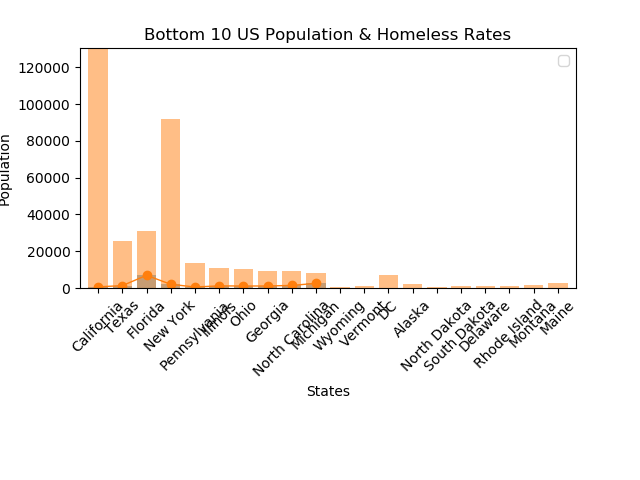 Bottom 10 US Population & Homeless Rates
120000
100000
80000
60000
40000
20000
0
Population
California
Texas
Florida
New York
Pennsylvania
Illinois
Ohio
Georgia
North Carolina
Michigan
Wyoming
Vermont
DC
Alaska
North Dakota
South Dakota
Delaware
Rhode Island
Montana
Maine
States